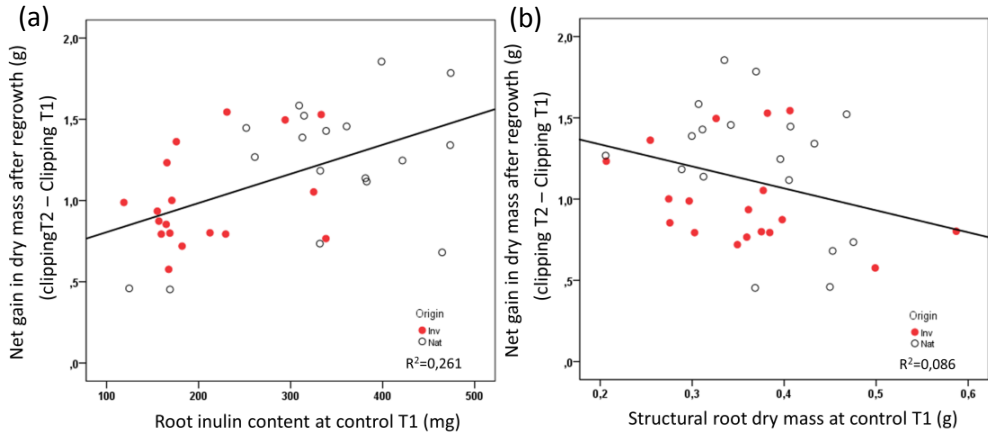 (a)
Net gain in dry mass after regrowth (g)
(clippingT2 – Clipping T1)
2,0
1,5
1,0
,5
,0
Origin
Inv
Nat
R²=0,261
100 200 300 400 500
Root inulin content at control T1 (mg)
(b)
Net gain in dry mass after regrowth (g)
(clipping T2 – Clipping T1)
2,0
1,5
1,0
,5
,0
Origin
Inv
Nat
R²=0,086
0,2 0,3 0,4 0,5 0,6
Structural root dry mass at control T1 (g)